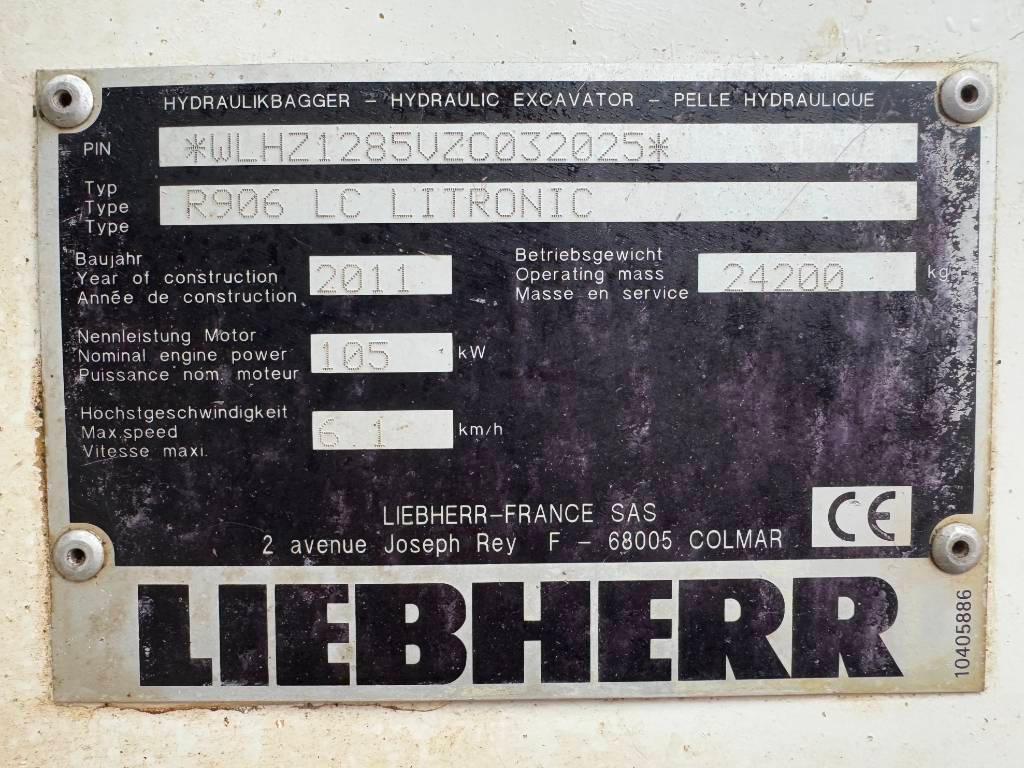 HYDRAULIKBAGGER – HYDRAULIC EXCAVATOR – PELLE HYDRAULIQUE
PIN *WLHZ1285VZC032025*
Typ
Type R906 LC LITRONIC
Type
Baujahr
Year of construction 2011
Année de construction
Betriebsgewicht
Operating mass 24200 kg
Masse en service
Nennleistung Motor
Nominal engine power 105 kW
Puissance nom. moteur
Höchstgeschwindigkeit
Max.speed 6.1 km/h
Vitesse maxi.
LIEBHERR–FRANCE SAS
2 avenue Joseph Rey F – 68005 COLMAR
CE
LIEBHERR
10405886